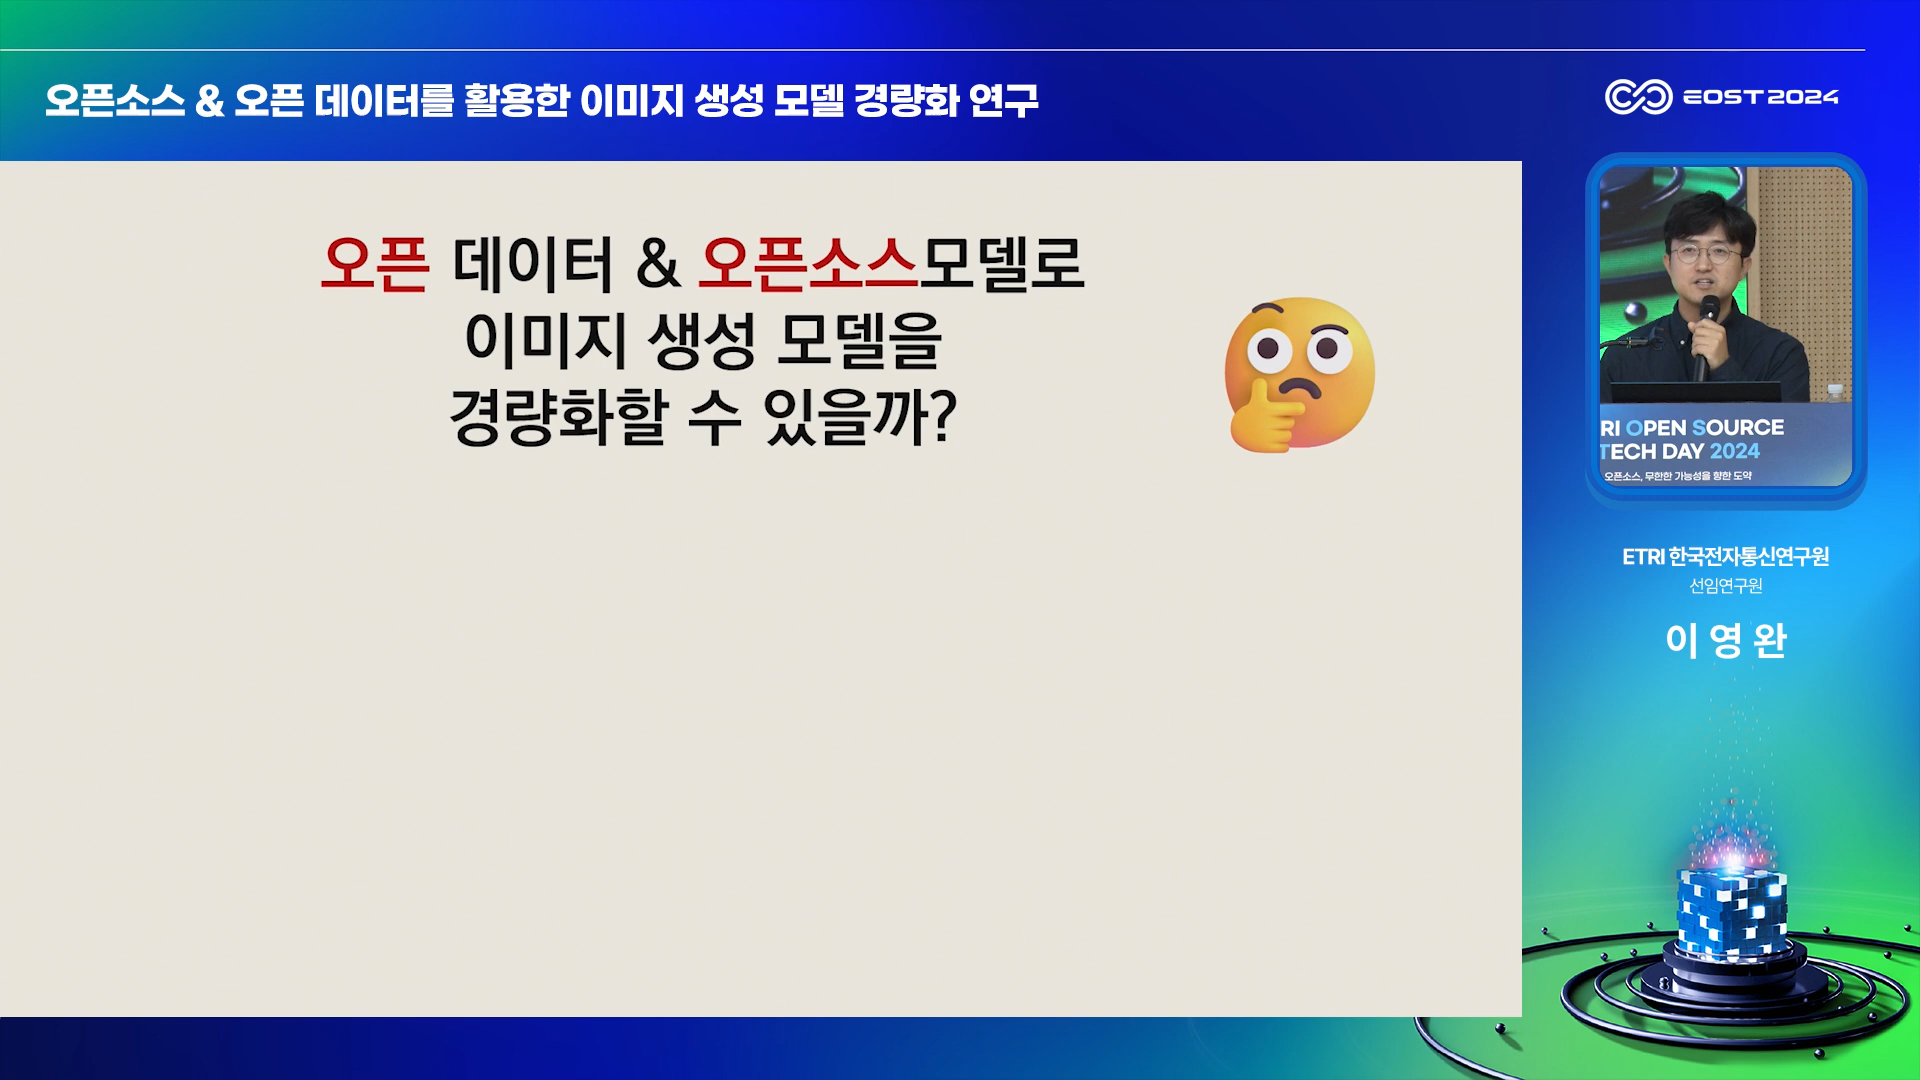 오픈소스 & 오픈 데이터를 활용한 이미지 생성 모델 경량화 연구
EOST 2024
오픈 데이터 & 오픈소스모델로
이미지 생성 모델을
경량화할 수 있을까?
RI OPEN SOURCE
TECH DAY 2024
오픈소스, 무한한 가능성을 향한 도약
ETRI 한국전자통신연구원
선임연구원
이영완